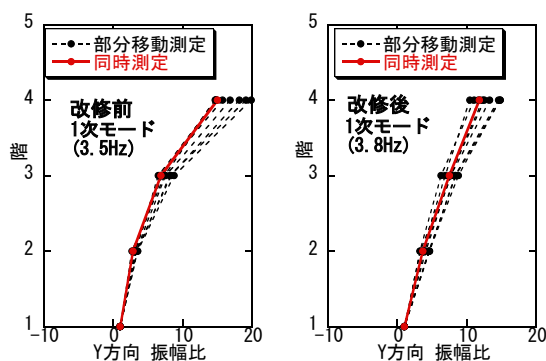 部分移動測定
同時測定
改修前
1次モード
(3.5Hz)
階
5
4
3
2
1
-10
0
10
20
Y方向 振幅比
部分移動測定
同時測定
改修後
1次モード
(3.8Hz)
階
5
4
3
2
1
-10
0
10
20
Y方向 振幅比